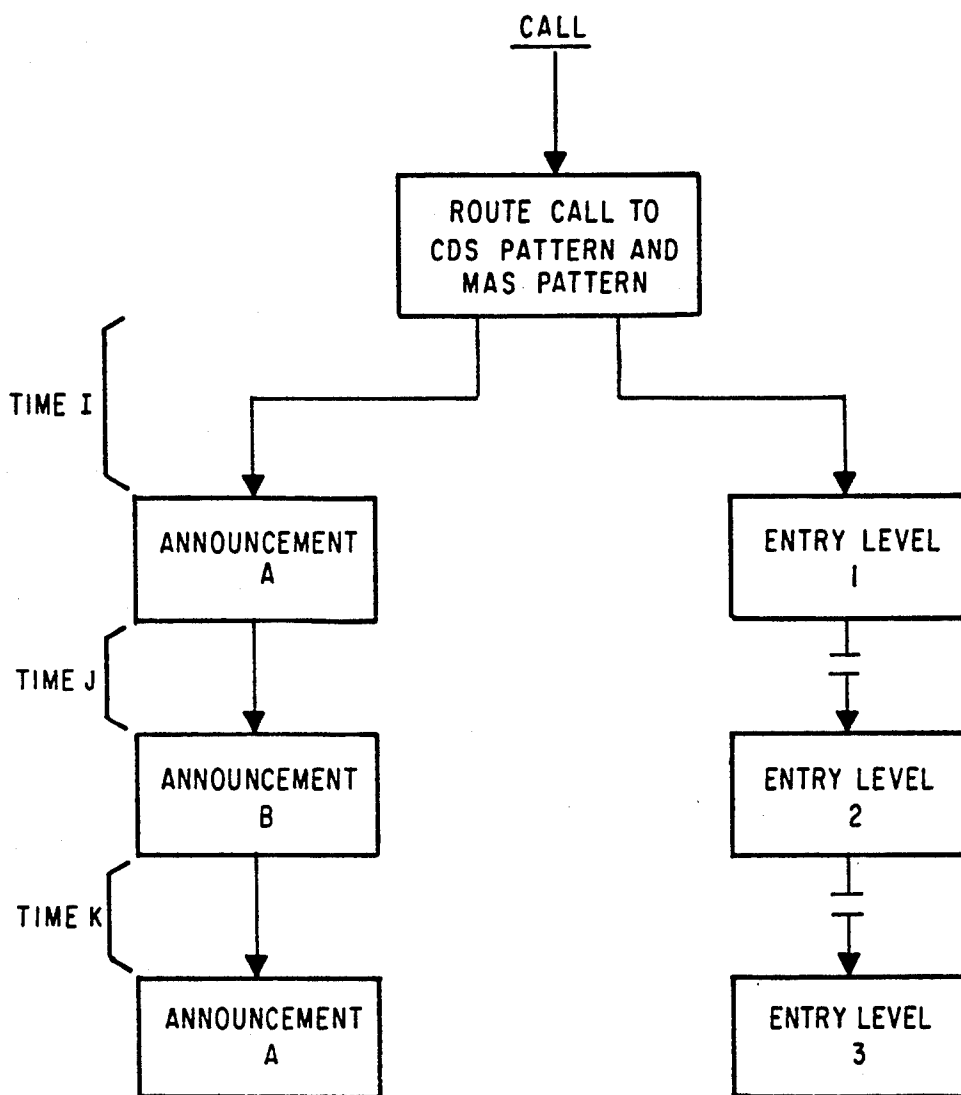 CALL
ROUTE CALL TO
CDS PATTERN AND
MAS PATTERN
TIME I
ANNOUNCEMENT
A
ENTRY LEVEL
1
TIME J
ANNOUNCEMENT
B
ENTRY LEVEL
2
TIME K
ANNOUNCEMENT
A
ENTRY LEVEL
3